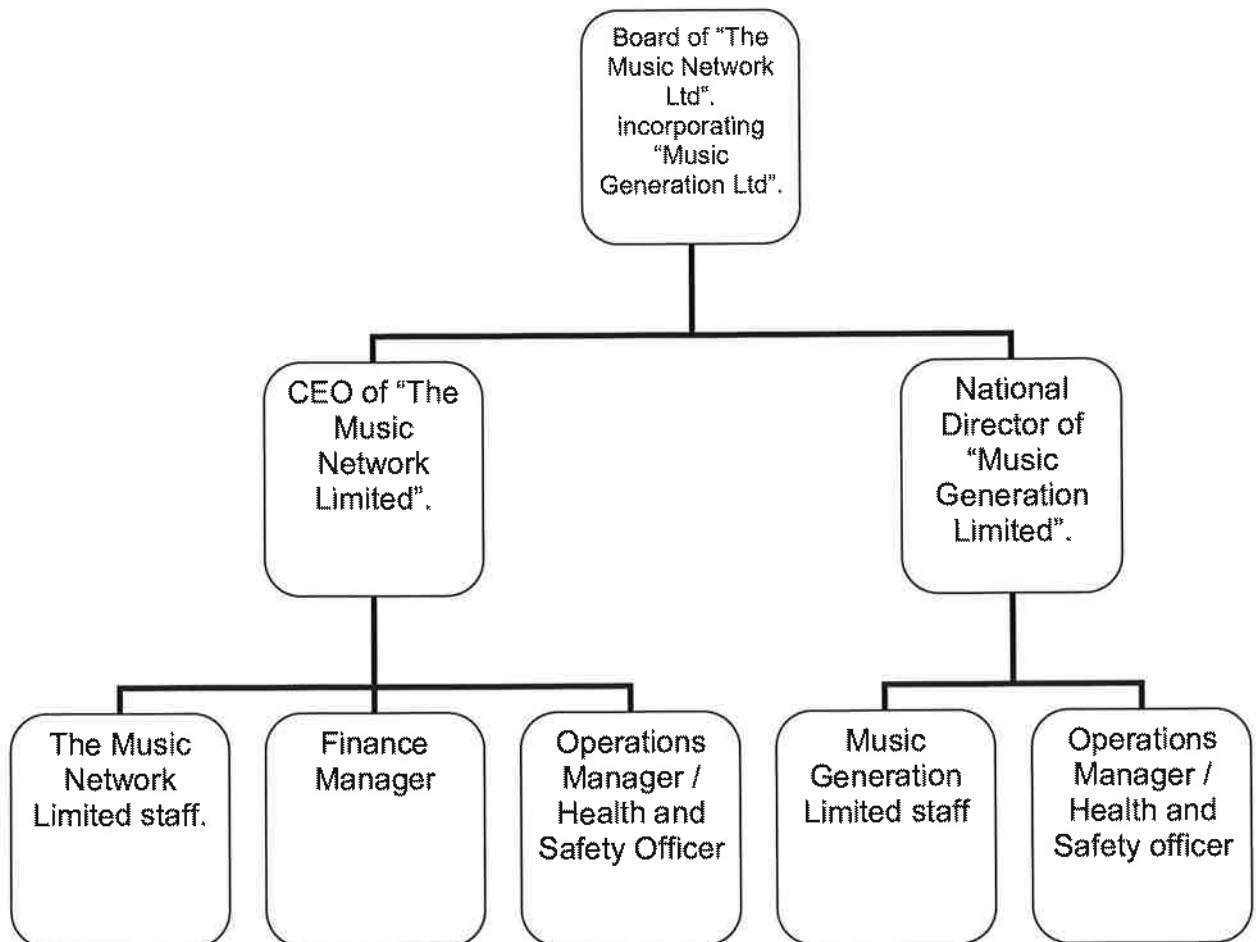 Board of “The
Music Network
Ltd”.
incorporating
“Music
Generation Ltd”.
CEO of “The
Music
Network
Limited”.
National
Director of
“Music
Generation
Limited”.
The Music
Network
Limited staff.
Finance
Manager
Operations
Manager /
Health and
Safety Officer
Music
Generation
Limited staff
Operations
Manager /
Health and
Safety officer